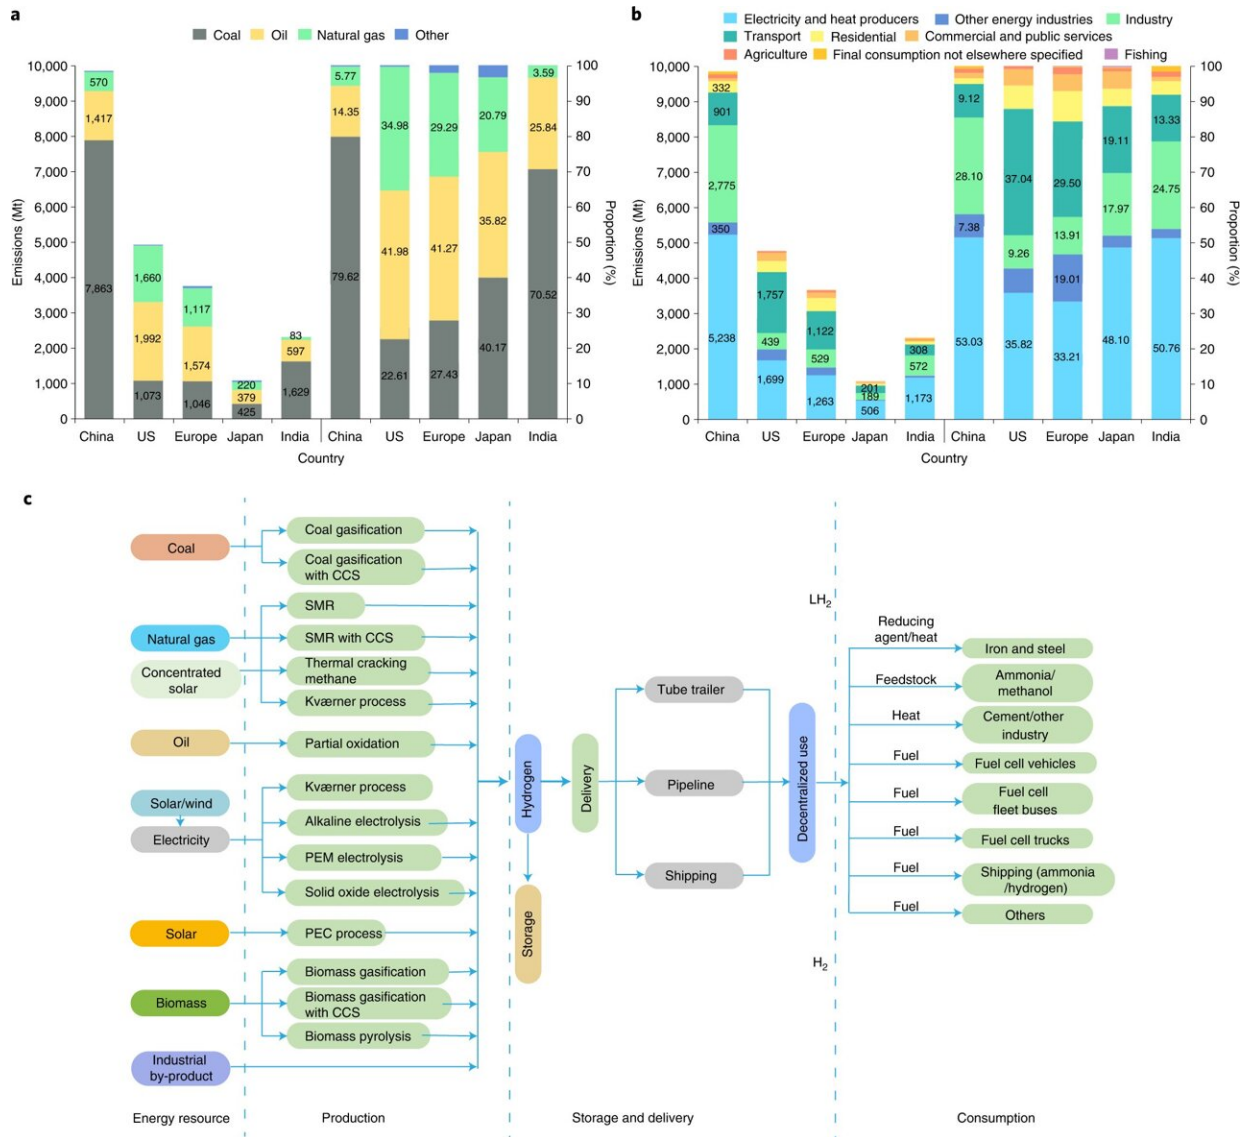 a
Coal Oil Natural gas Other
Emissions (Mt)
10,000
9,000
8,000
7,000
6,000
5,000
4,000
3,000
2,000
1,000
0
570
1,417
7,863
1,660
1,992
1,073
1,117
1,574
1,046
220
379
425
83
597
1,629
5.77
14.35
79.62
34.98
41.98
22.61
29.29
41.27
27.43
20.79
35.82
40.17
3.59
25.84
70.52
100
90
80
70
60
50
40
30
20
10
0
Proportion (%)
China US Europe Japan India China US Europe Japan India
Country
b
Electricity and heat producers Other energy industries Industry
Transport Residential Commercial and public services
Agriculture Final consumption not elsewhere specified Fishing
Emissions (Mt)
10,000
9,000
8,000
7,000
6,000
5,000
4,000
3,000
2,000
1,000
0
332
901
2,775
350
5,238
1,757
439
1,699
1,122
529
1,263
201
189
506
308
572
1,173
9.12
28.10
7.38
53.03
37.04
9.26
35.82
29.50
13.91
19.01
33.21
19.11
17.97
48.10
13.33
24.75
50.76
100
90
80
70
60
50
40
30
20
10
0
Proportion (%)
China US Europe Japan India China US Europe Japan India
Country
c
Coal
Natural gas
Concentrated
solar
Oil
Solar/wind
Electricity
Solar
Biomass
Industrial
by-product
Coal gasification
Coal gasification
with CCS
SMR
SMR with CCS
Thermal cracking
methane
Kværner process
Partial oxidation
Kværner process
Alkaline electrolysis
PEM electrolysis
Solid oxide electrolysis
PEC process
Biomass gasification
Biomass gasification
with CCS
Biomass pyrolysis
Hydrogen
Storage
Delivery
Tube trailer
Pipeline
Shipping
Decentralized use
LH2
H2
Reducing
agent/heat
Iron and steel
Feedstock
Ammonia/
methanol
Heat
Cement/other
industry
Fuel
Fuel cell vehicles
Fuel
Fuel cell
fleet buses
Fuel
Fuel cell trucks
Fuel
Shipping (ammonia
/hydrogen)
Fuel
Others
Energy resource Production Storage and delivery Consumption